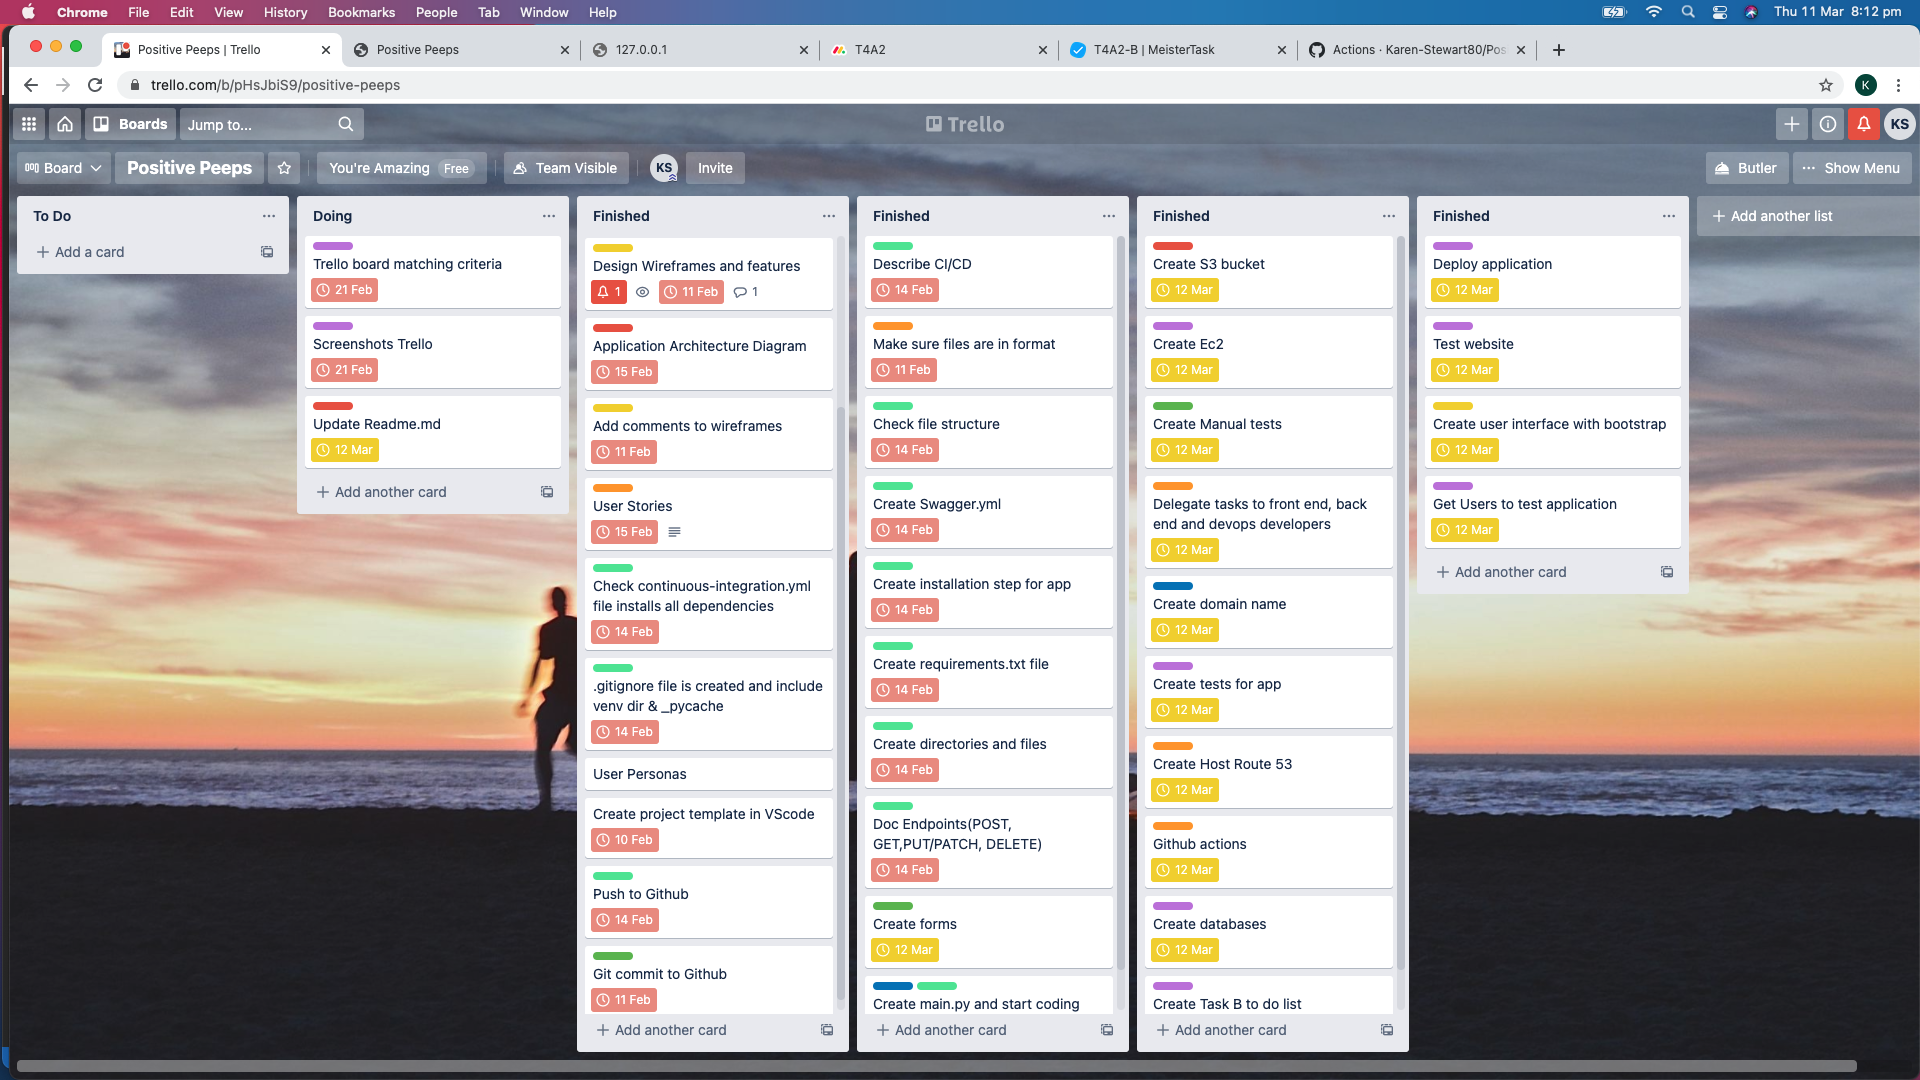 Chrome File Edit View History Bookmarks People Tab Window Help Thu 11 Mar 8:12 pm
Positive Peeps | Trello Positive Peeps 127.0.0.1 T4A2 T4A2-B | MeisterTask Actions · Karen-Stewart80/Pos
trello.com/b/pHsJbiS9/positive-peeps K
Boards Jump to... Trello KS
Board Positive Peeps You're Amazing Free Team Visible KS Invite Butler Show Menu
To Do
Add a card
Doing
Trello board matching criteria
21 Feb
Screenshots Trello
21 Feb
Update Readme.md
12 Mar
Add another card
Finished
Design Wireframes and features
1 11 Feb 1
Application Architecture Diagram
15 Feb
Add comments to wireframes
11 Feb
User Stories
15 Feb
Check continuous-integration.yml
file installs all dependencies
14 Feb
.gitignore file is created and include
venv dir & _pycache
14 Feb
User Personas
Create project template in VScode
10 Feb
Push to Github
14 Feb
Git commit to Github
11 Feb
Add another card
Finished
Describe CI/CD
14 Feb
Make sure files are in format
11 Feb
Check file structure
14 Feb
Create Swagger.yml
14 Feb
Create installation step for app
14 Feb
Create requirements.txt file
14 Feb
Create directories and files
14 Feb
Doc Endpoints(POST,
GET,PUT/PATCH, DELETE)
14 Feb
Create forms
12 Mar
Create main.py and start coding
Add another card
Finished
Create S3 bucket
12 Mar
Create Ec2
12 Mar
Create Manual tests
12 Mar
Delegate tasks to front end, back
end and devops developers
12 Mar
Create domain name
12 Mar
Create tests for app
12 Mar
Create Host Route 53
12 Mar
Github actions
12 Mar
Create databases
12 Mar
Create Task B to do list
Add another card
Finished
Deploy application
12 Mar
Test website
12 Mar
Create user interface with bootstrap
12 Mar
Get Users to test application
12 Mar
Add another card
Add another list